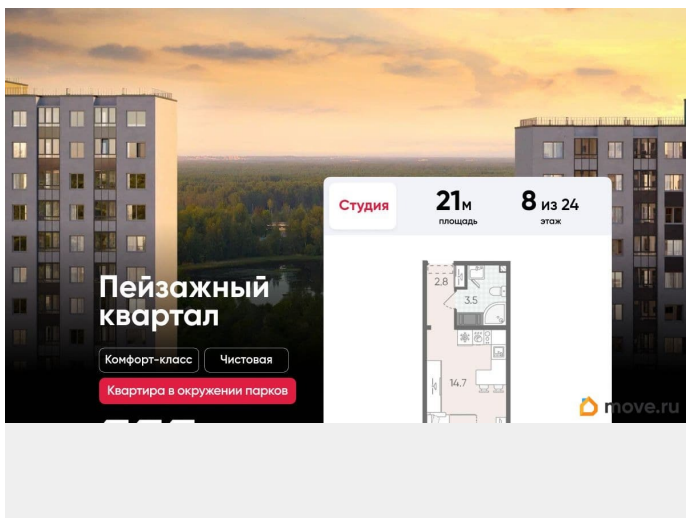 Студия
21м
площадь
8 из 24
этаж
2.8
3.5
14.7
Пейзажный
квартал
Комфорт-класс
Чистовая
Квартира в окружении парков
move.ru